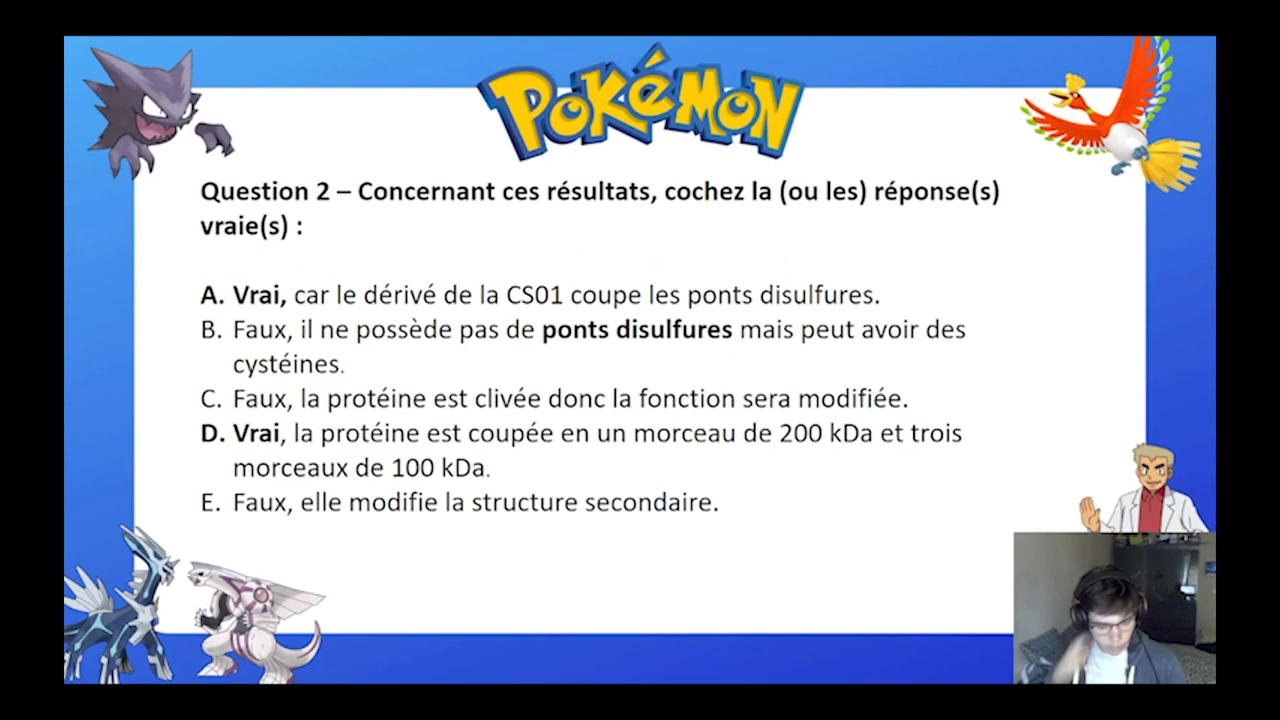 POKéMON
Question 2 – Concernant ces résultats, cochez la (ou les) réponse(s)
vraie(s) :
A. Vrai, car le dérivé de la CS01 coupe les ponts disulfures.
B. Faux, il ne possède pas de ponts disulfures mais peut avoir des
cystéines.
C. Faux, la protéine est clivée donc la fonction sera modifiée.
D. Vrai, la protéine est coupée en un morceau de 200 kDa et trois
morceaux de 100 kDa.
E. Faux, elle modifie la structure secondaire.